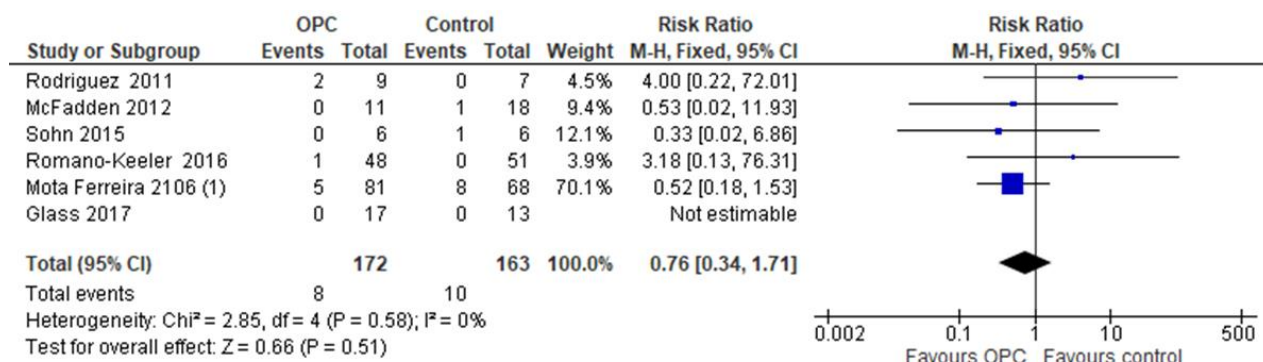 OPC Control Risk Ratio Risk Ratio
Study or Subgroup Events Total Events Total Weight M-H, Fixed, 95% CI M-H, Fixed, 95% CI
Rodriguez 2011 2 9 0 7 4.5% 4.00 [0.22, 72.01]
McFadden 2012 0 11 1 18 9.4% 0.53 [0.02, 11.93]
Sohn 2015 0 6 1 6 12.1% 0.33 [0.02, 6.86]
Romano-Keeler 2016 1 48 0 51 3.9% 3.18 [0.13, 76.31]
Mota Ferreira 2106 (1) 5 81 8 68 70.1% 0.52 [0.18, 1.53]
Glass 2017 0 17 0 13 Not estimable
Total (95% CI) 172 163 100.0% 0.76 [0.34, 1.71]
Total events 8 10
Heterogeneity: Chi² = 2.85, df = 4 (P = 0.58); I² = 0%
Test for overall effect: Z = 0.66 (P = 0.51)
0.002 0.1 1 10 500
Favours OPC Favours control